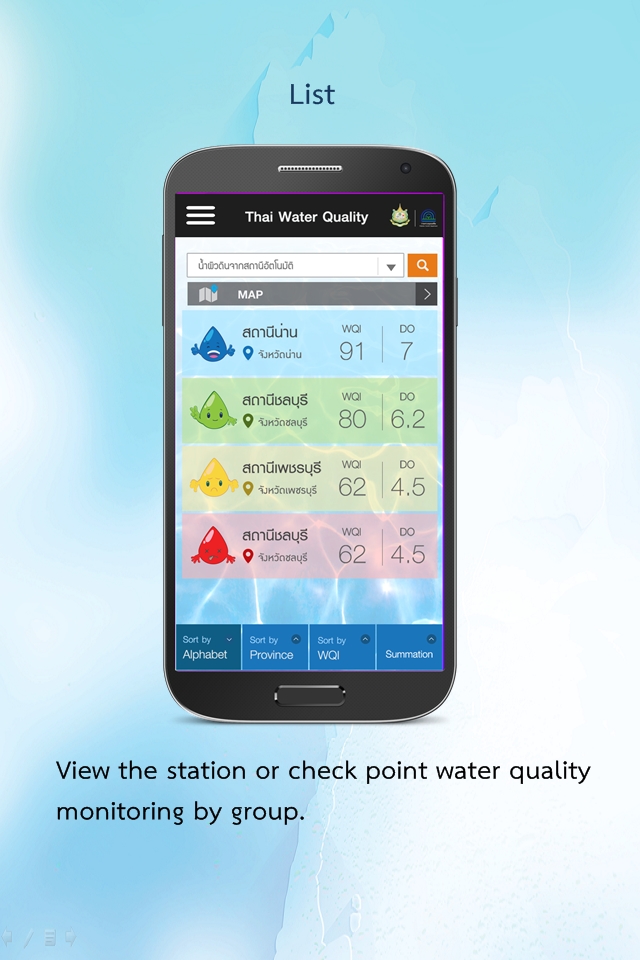 List
Thai Water Quality
น้ำผิวดินจากสถานีอัตโนมัติ
MAP
สถานีน่าน
จังหวัดน่าน
WQI
91
DO
7
สถานีชลบุรี
จังหวัดชลบุรี
WQI
80
DO
6.2
สถานีเพชรบุรี
จังหวัดเพชรบุรี
WQI
62
DO
4.5
สถานีชลบุรี
จังหวัดชลบุรี
WQI
62
DO
4.5
Sort by
Alphabet
Sort by
Province
Sort by
WQI
Summation
View the station or check point water quality
monitoring by group.